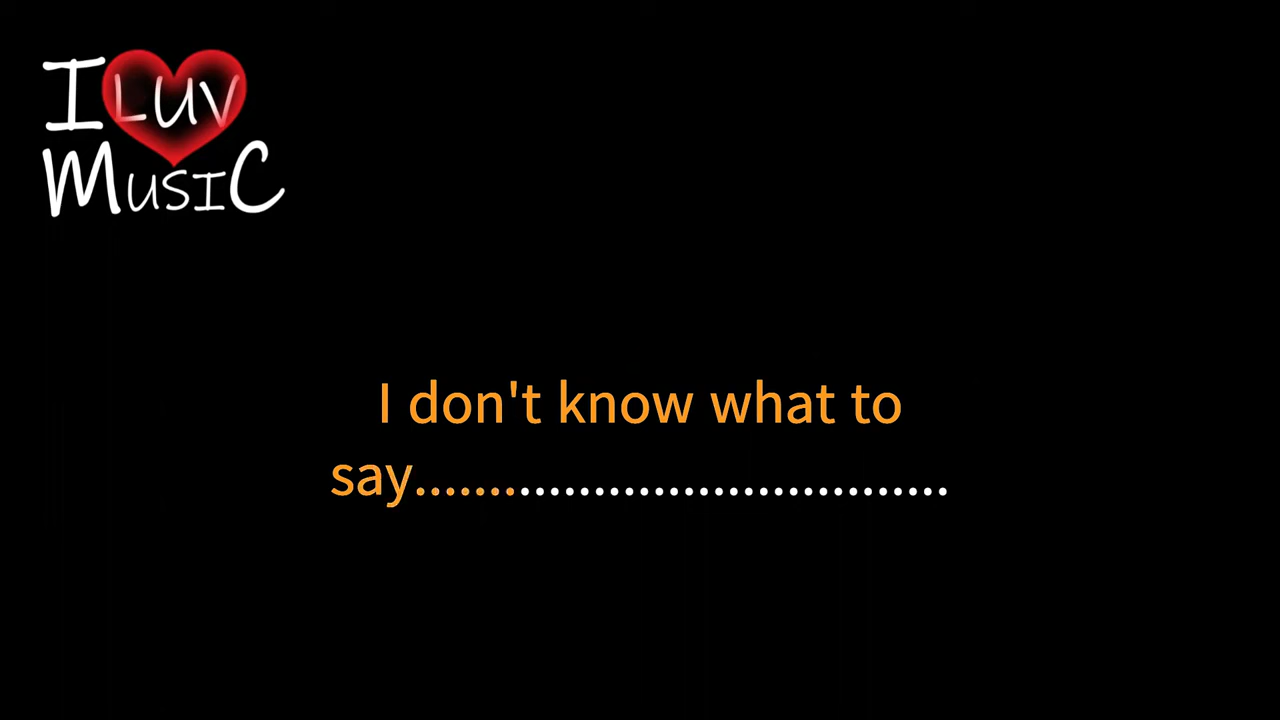 I LUV
MUSIC
I don't know what to
say....................................